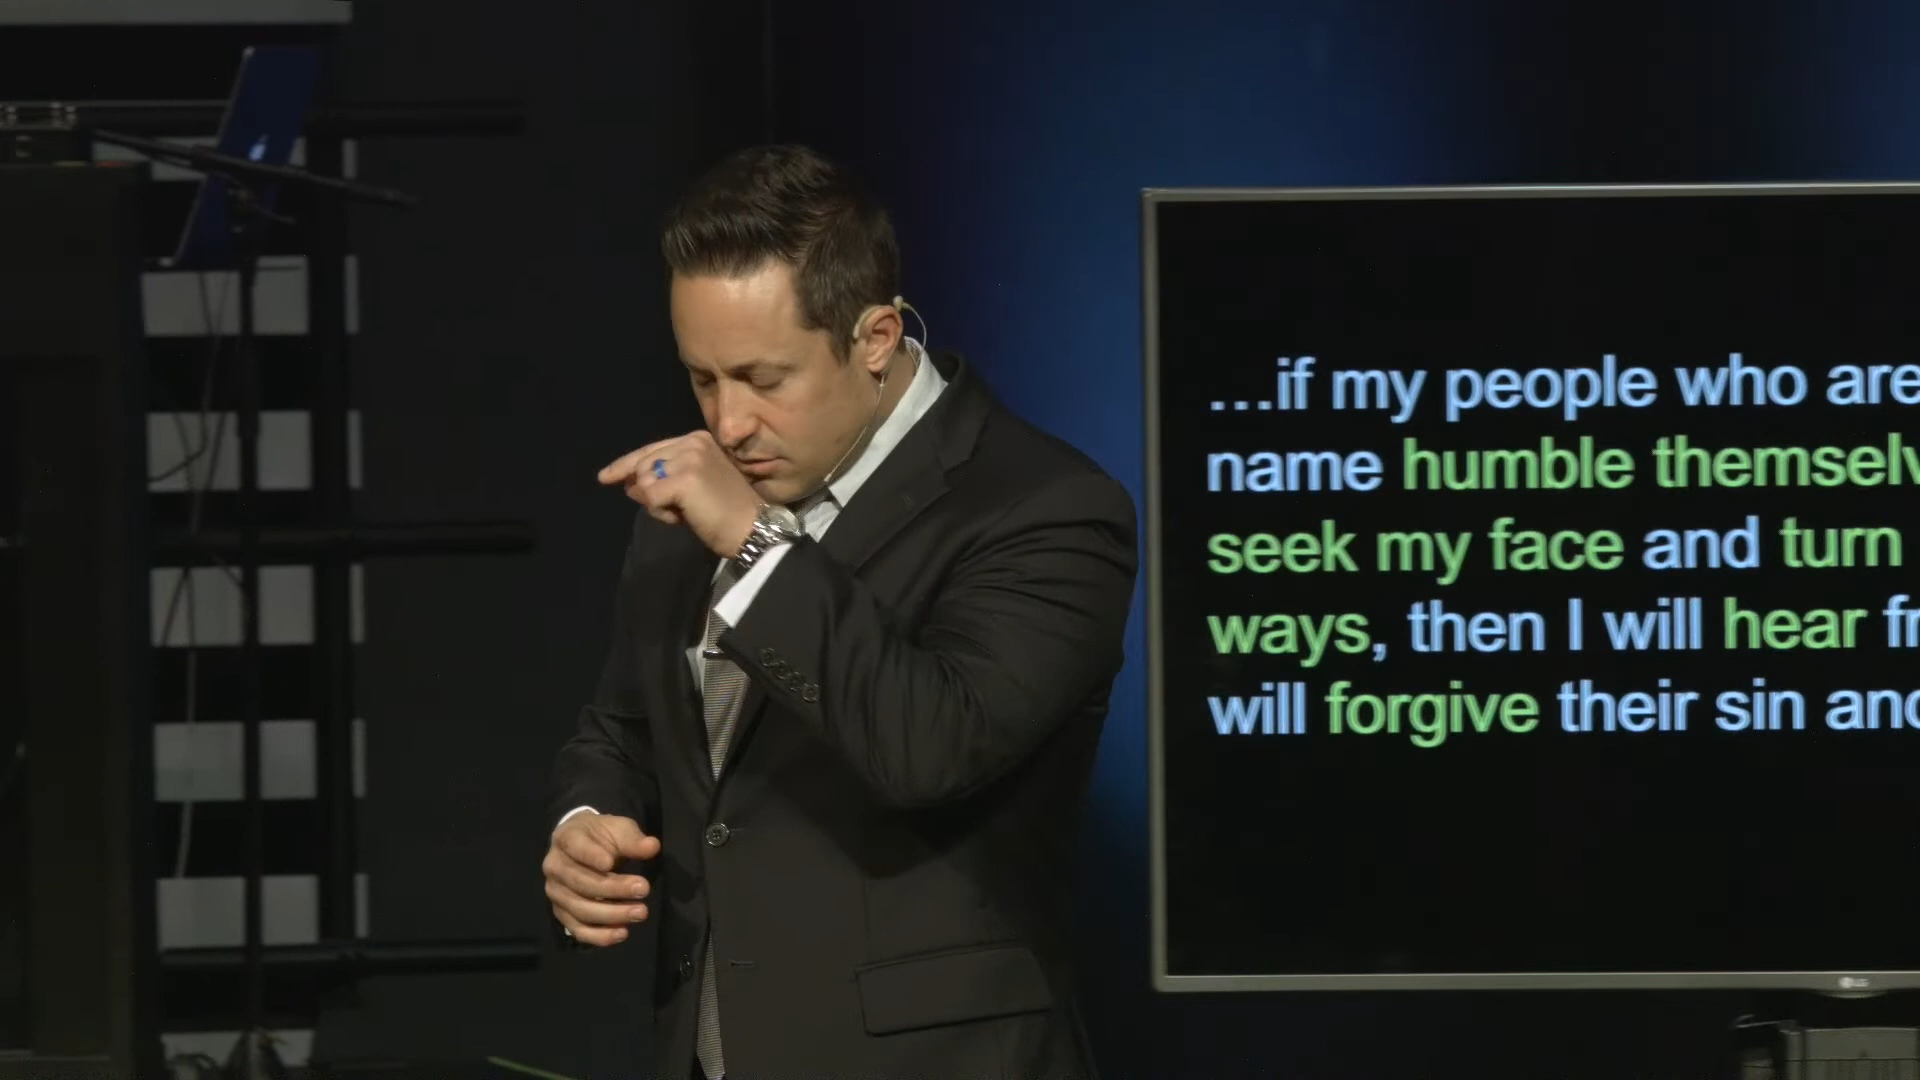 ...if my people who are
name humble themselv
seek my face and turn
ways, then I will hear fr
will forgive their sin and
LG